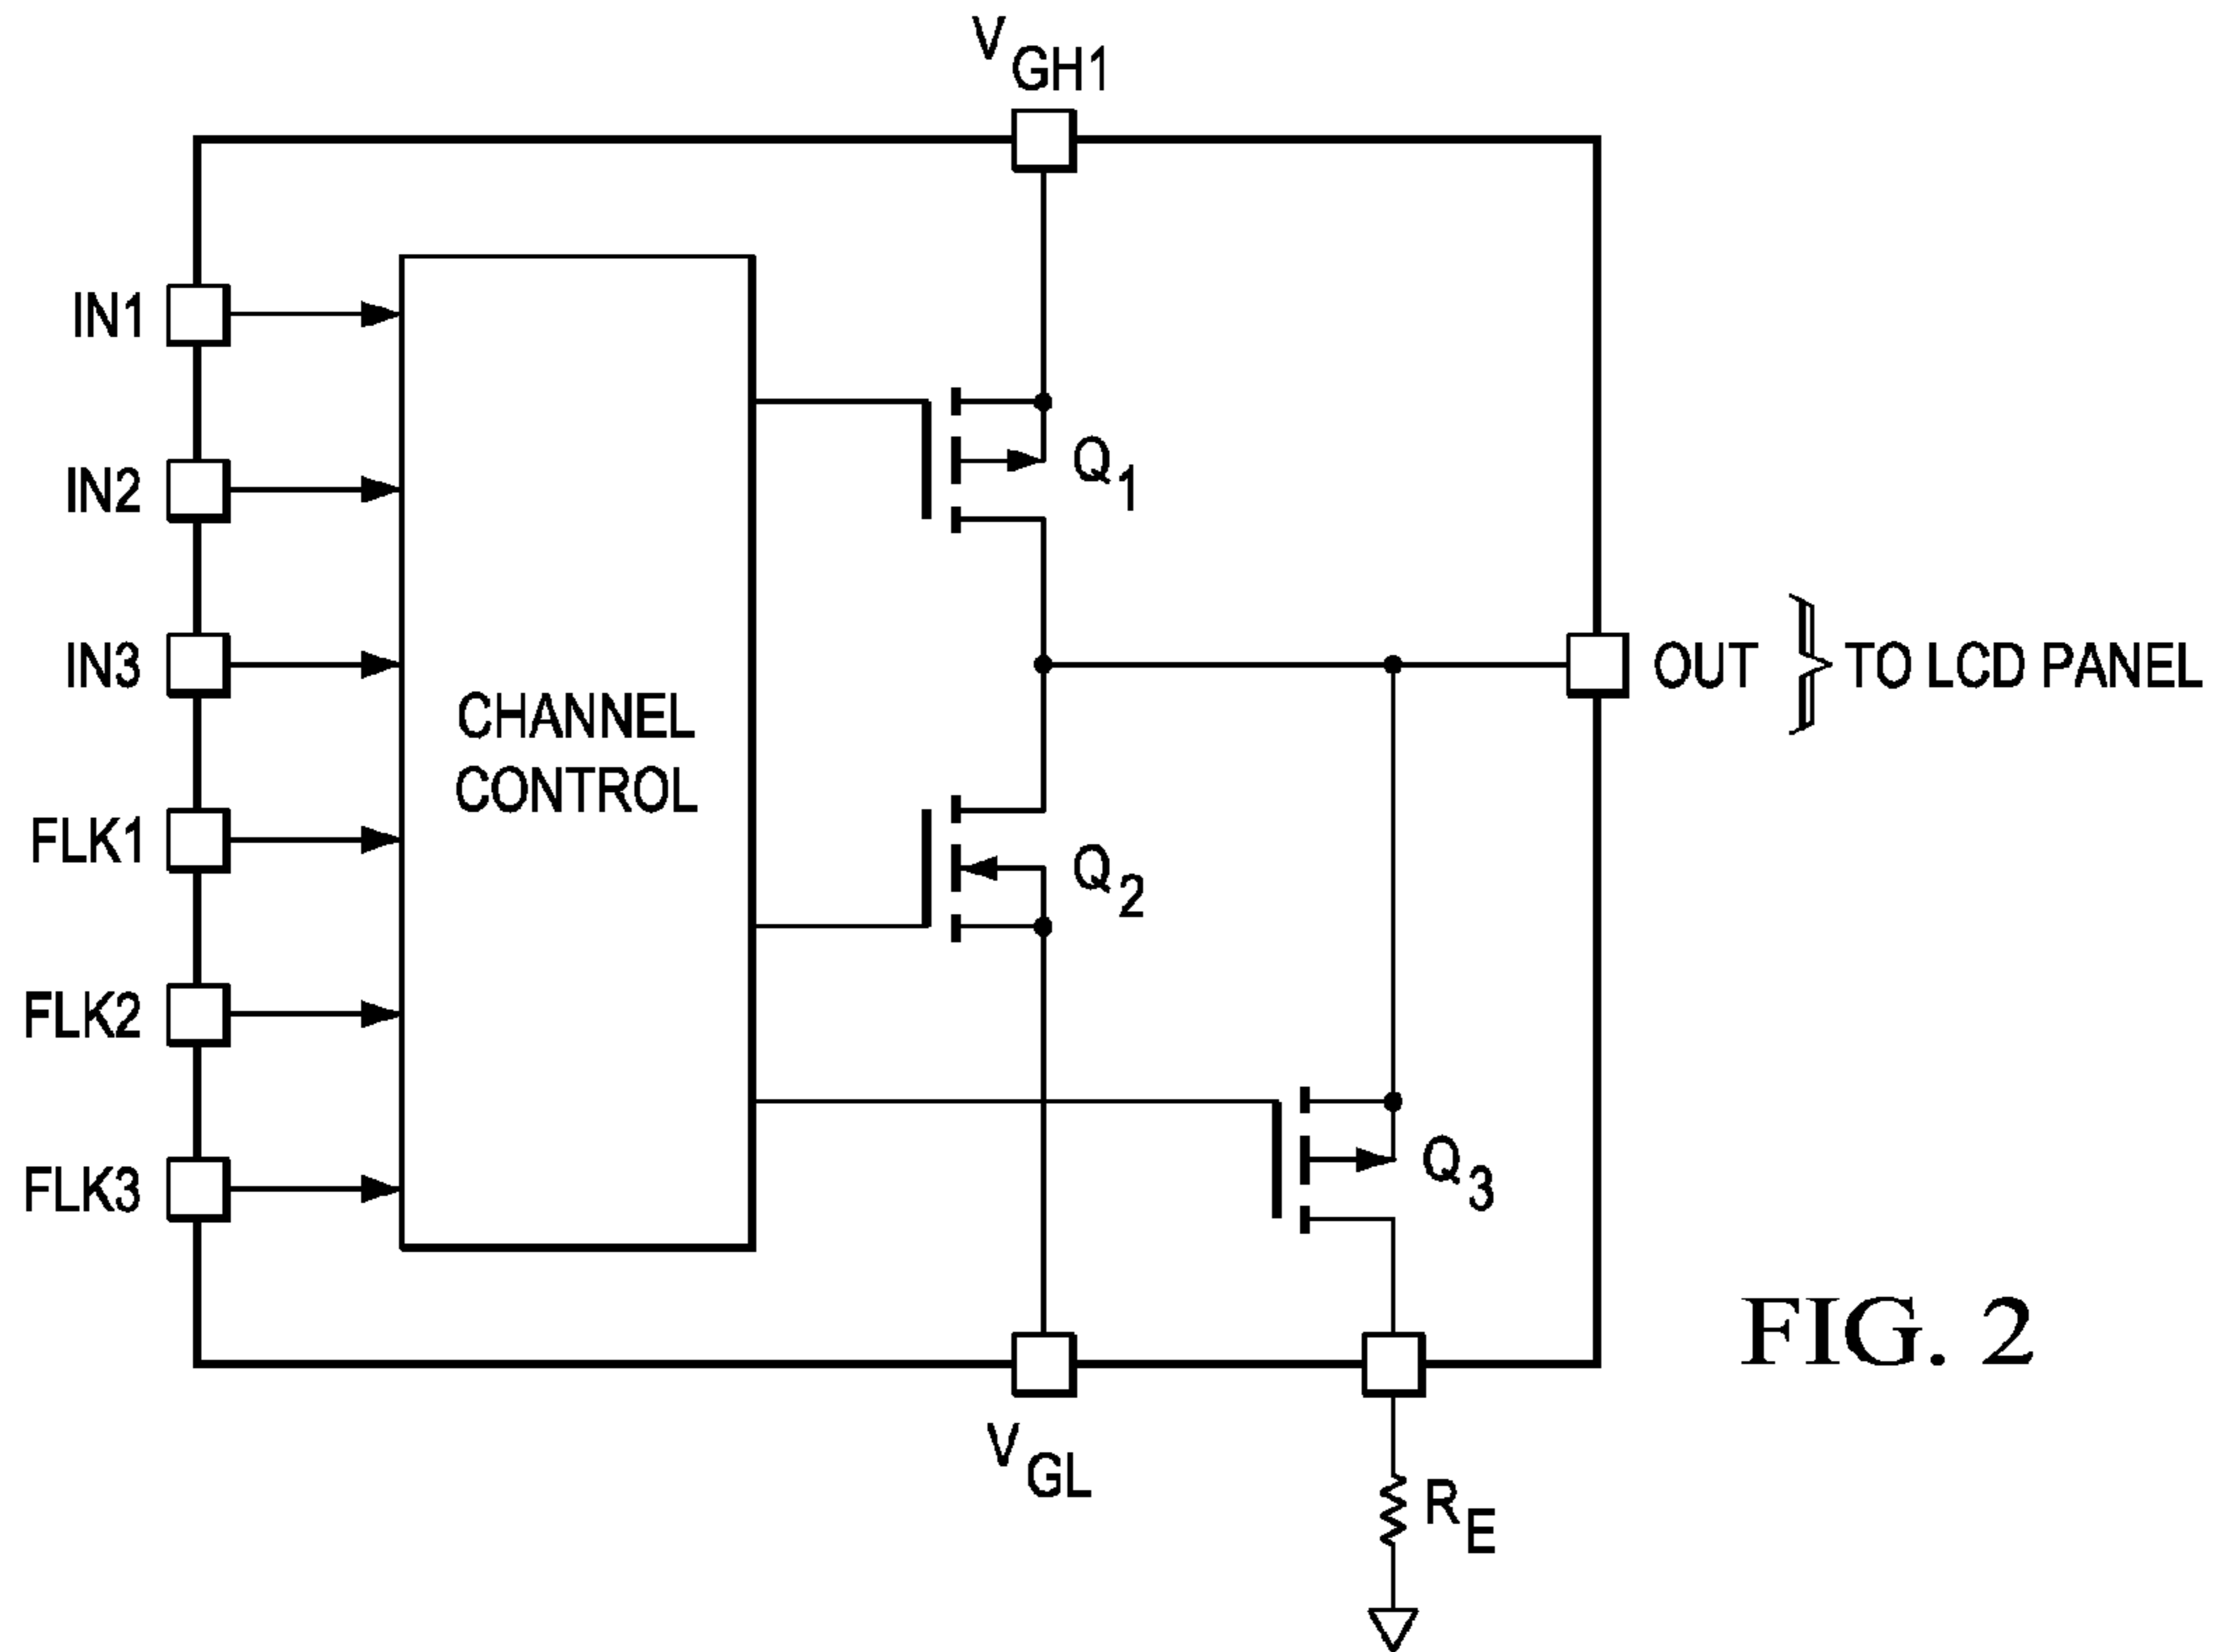 VGH1
IN1
IN2
IN3
FLK1
FLK2
FLK3
CHANNEL
CONTROL
Q1
Q2
Q3
OUT } TO LCD PANEL
VGL
RE
FIG. 2